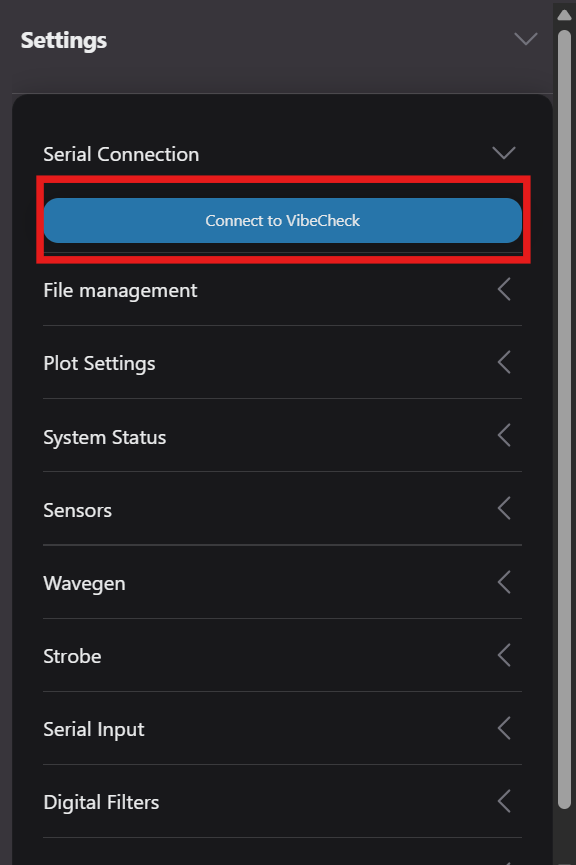 Settings
Serial Connection
Connect to VibeCheck
File management
Plot Settings
System Status
Sensors
Wavegen
Strobe
Serial Input
Digital Filters